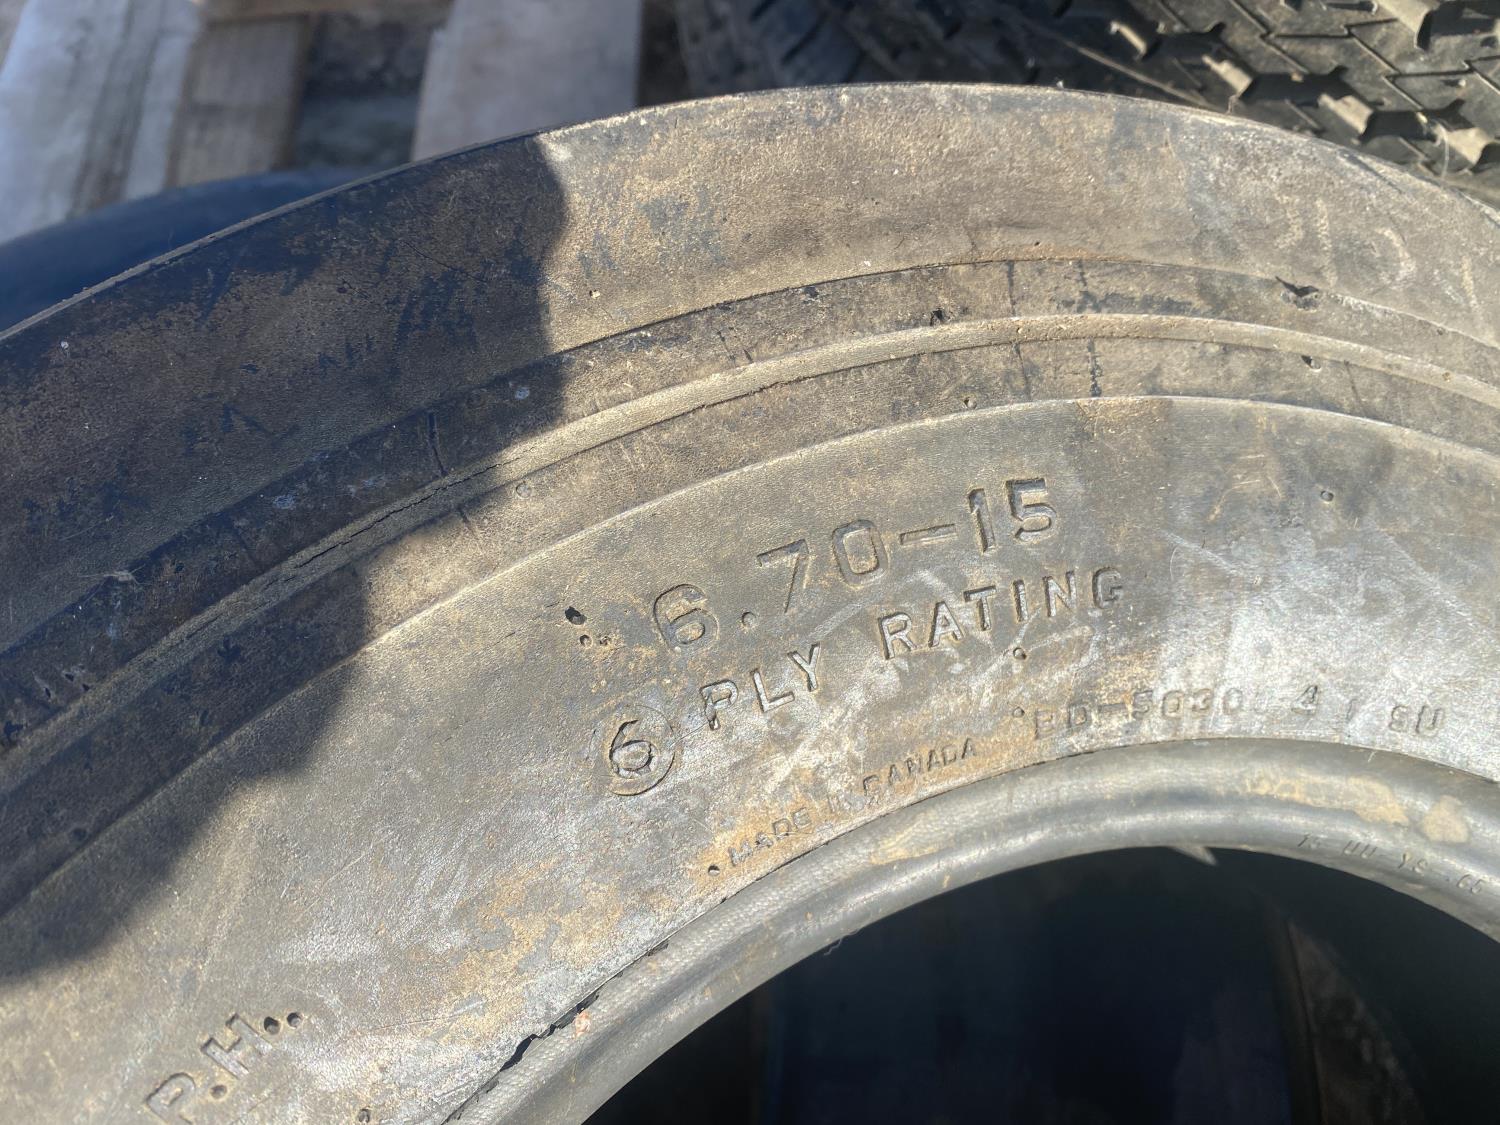 6.70-15
6 PLY RATING
MADE IN CANADA
P.H.